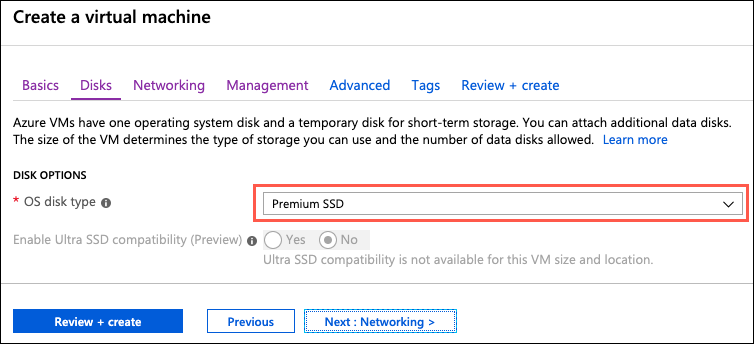 Create a virtual machine
Basics Disks Networking Management Advanced Tags Review + create
Azure VMs have one operating system disk and a temporary disk for short-term storage. You can attach additional data disks.
The size of the VM determines the type of storage you can use and the number of data disks allowed. Learn more
DISK OPTIONS
* OS disk type Premium SSD
Enable Ultra SSD compatibility (Preview) Yes No
Ultra SSD compatibility is not available for this VM size and location.
Review + create Previous Next : Networking >